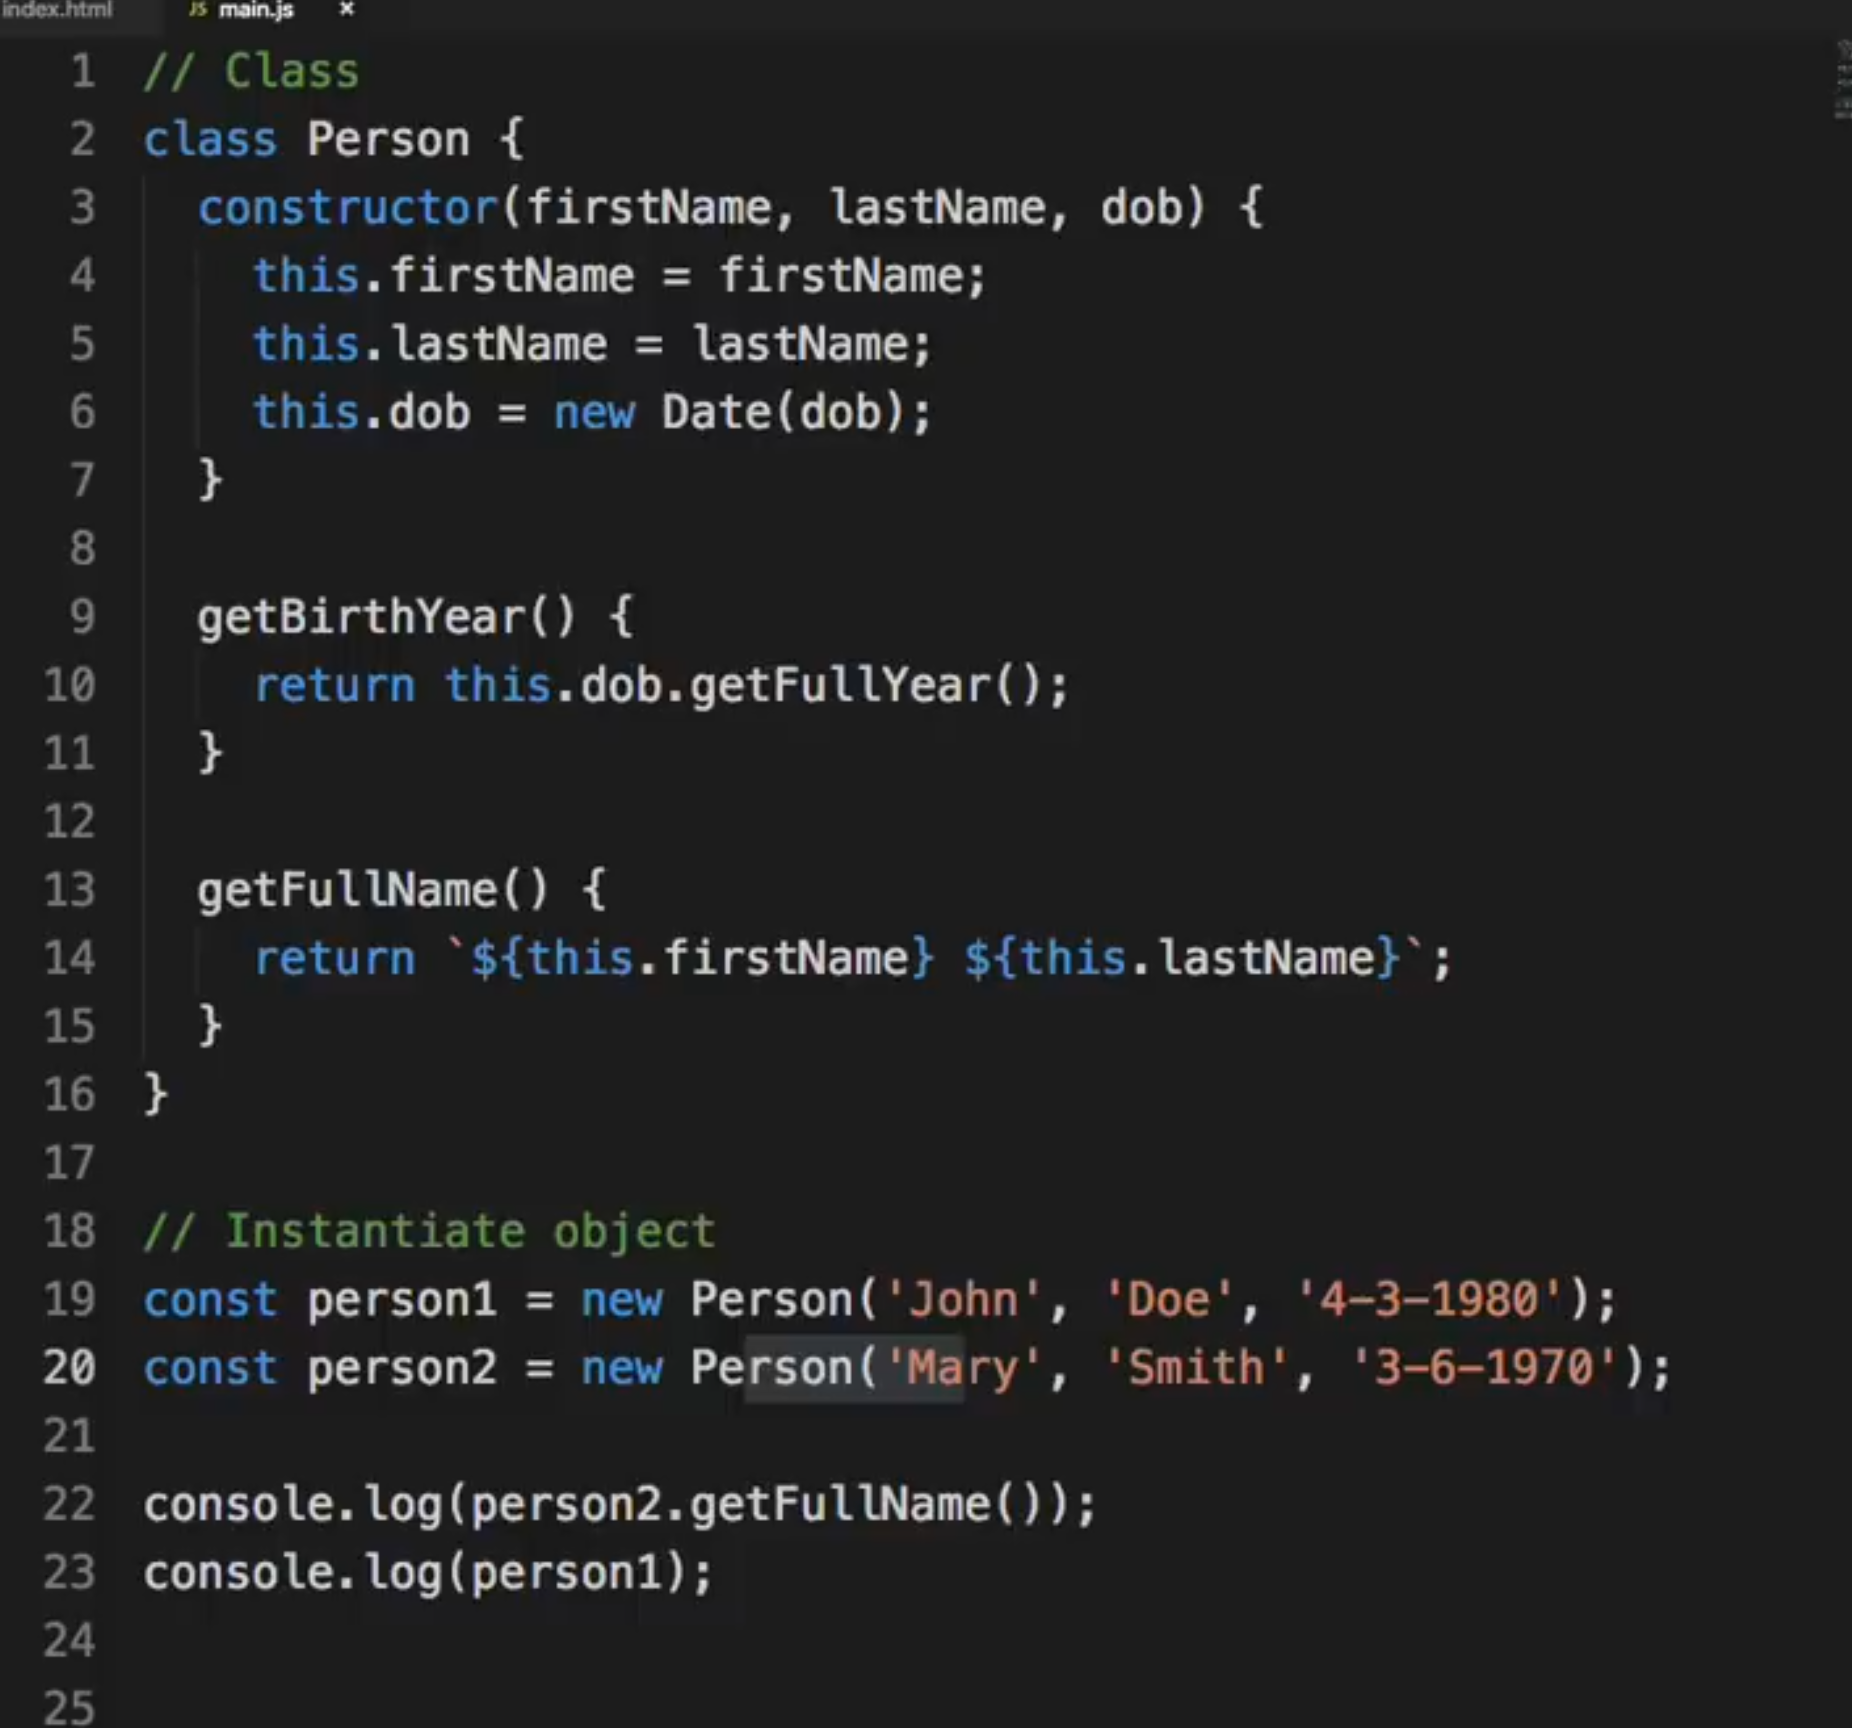 index.html JS main.js ×
1 // Class
2 class Person {
3 constructor(firstName, lastName, dob) {
4 this.firstName = firstName;
5 this.lastName = lastName;
6 this.dob = new Date(dob);
7 }
8
9 getBirthYear() {
10 return this.dob.getFullYear();
11 }
12
13 getFullName() {
14 return `${this.firstName} ${this.lastName}`;
15 }
16 }
17
18 // Instantiate object
19 const person1 = new Person('John', 'Doe', '4-3-1980');
20 const person2 = new Person('Mary', 'Smith', '3-6-1970');
21
22 console.log(person2.getFullName());
23 console.log(person1);
24
25